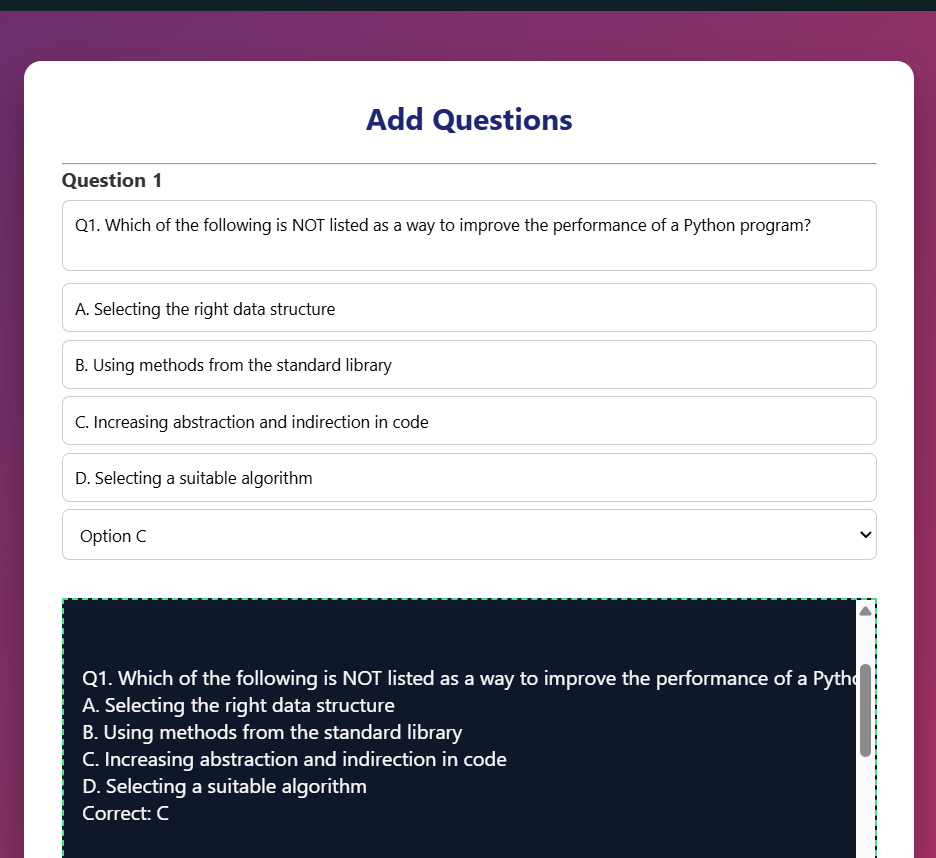 Add Questions
Question 1
Q1. Which of the following is NOT listed as a way to improve the performance of a Python program?
A. Selecting the right data structure
B. Using methods from the standard library
C. Increasing abstraction and indirection in code
D. Selecting a suitable algorithm
Option C
Q1. Which of the following is NOT listed as a way to improve the performance of a Pytho
A. Selecting the right data structure
B. Using methods from the standard library
C. Increasing abstraction and indirection in code
D. Selecting a suitable algorithm
Correct: C